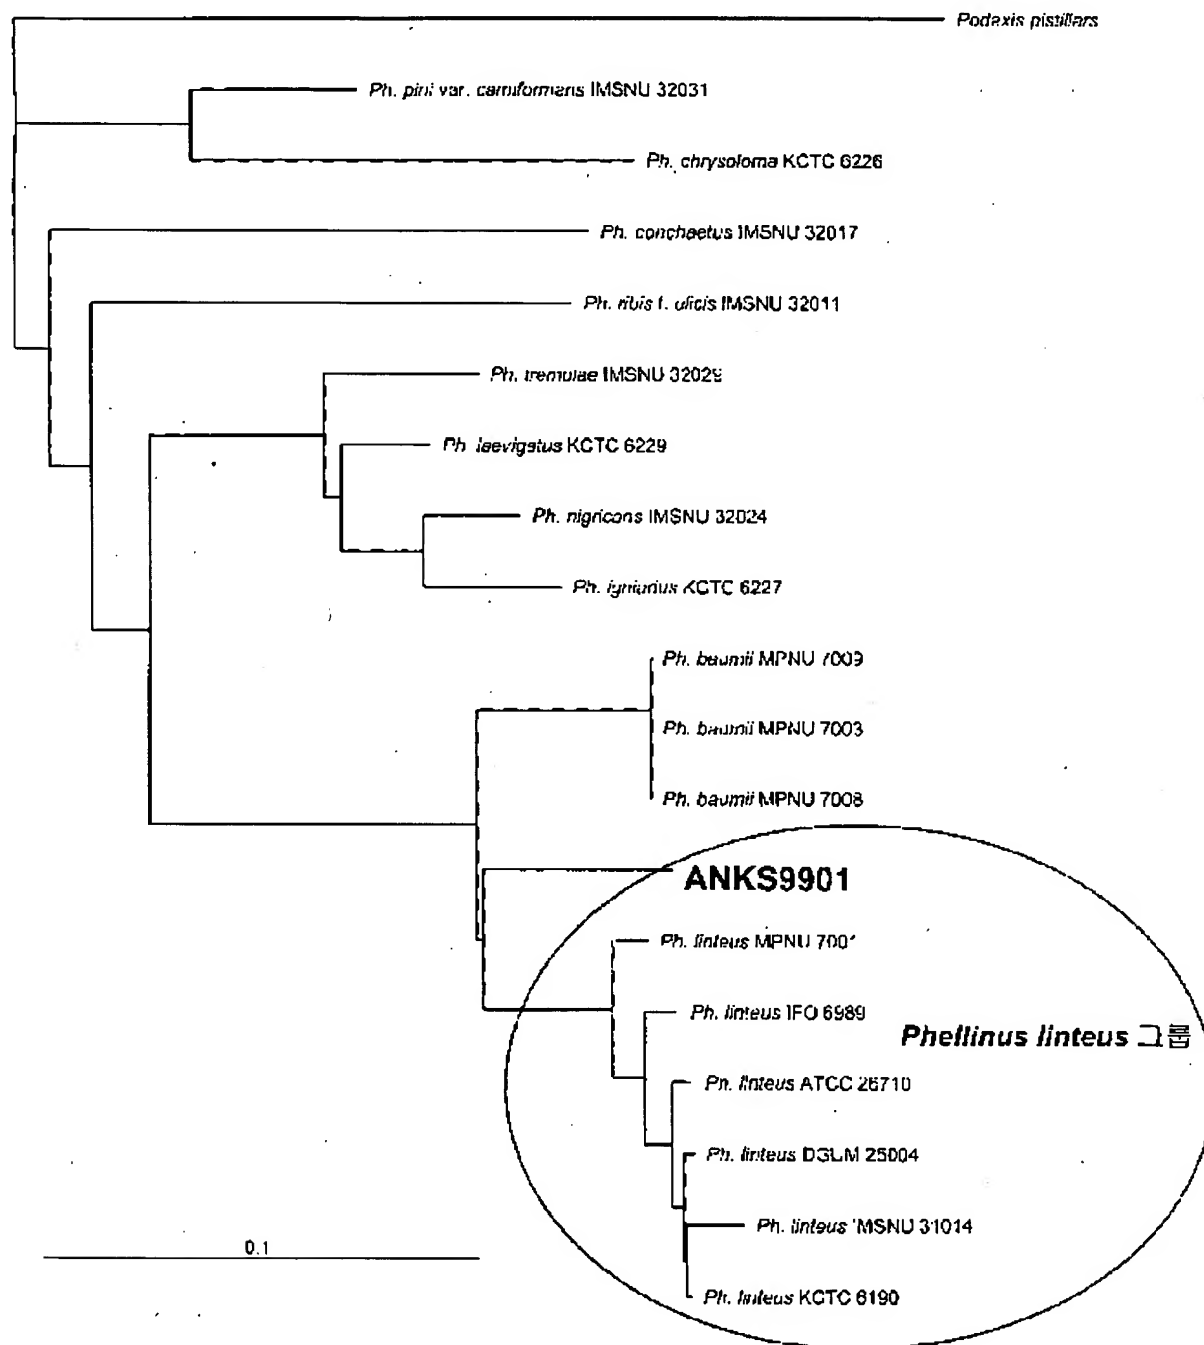 Podaxis pistillars
Ph. pini var. carniformans IMSNU 32031
Ph. chrysoloma KCTC 6226
Ph. conchaetus IMSNU 32017
Ph. ribis f. ulicis IMSNU 32011
Ph. tremulae IMSNU 32029
Ph. laevigatus KCTC 6229
Ph. nigricans IMSNU 32024
Ph. igniarius KCTC 6227
Ph. baumii MPNU 7009
Ph. baumii MPNU 7003
Ph. baumii MPNU 7008
ANKS9901
Ph. linteus MPNU 7001
Ph. linteus IFO 6989
Phellinus linteus 그룹
Ph. linteus ATCC 26710
Ph. linteus DGUM 25004
Ph. linteus IMSNU 31014
0.1
Ph. linteus KCTC 6190